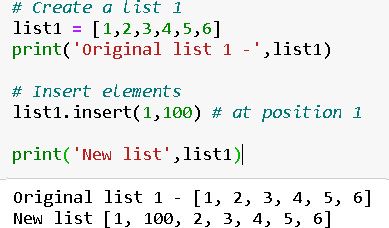 # Create a list 1
list1 = [1,2,3,4,5,6]
print('Original list 1 -',list1)
# Insert elements
list1.insert(1,100) # at position 1
print('New list',list1)
Original list 1 - [1, 2, 3, 4, 5, 6]
New list [1, 100, 2, 3, 4, 5, 6]